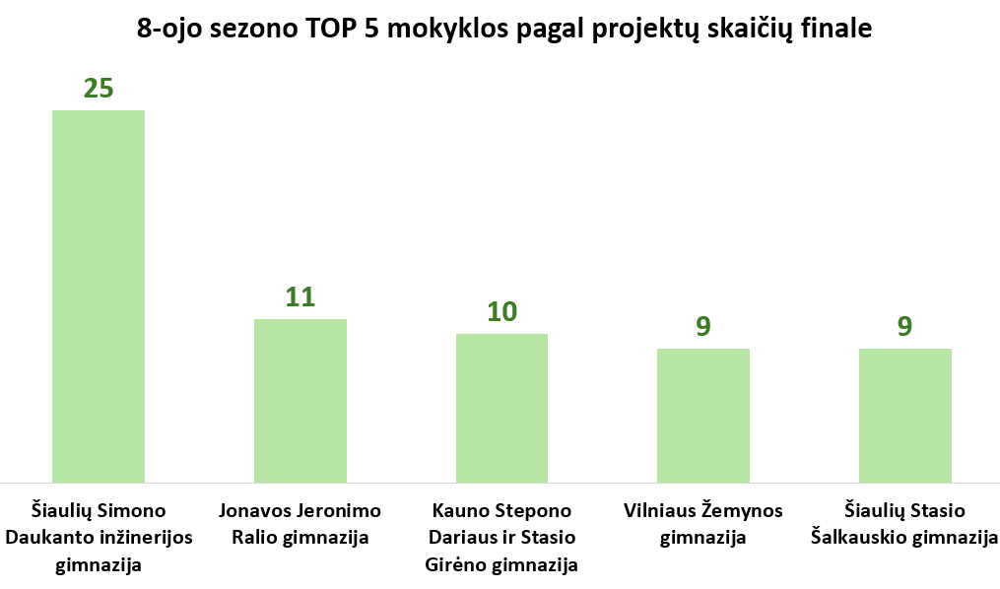 8-ojo sezono TOP 5 mokyklos pagal projektų skaičių finale
25
11
10
9
9
Šiaulių Simono
Daukanto inžinerijos
gimnazija
Jonavos Jeronimo
Ralio gimnazija
Kauno Stepono
Dariaus ir Stasio
Girėno gimnazija
Vilniaus Žemynos
gimnazija
Šiaulių Stasio
Šalkauskio gimnazija